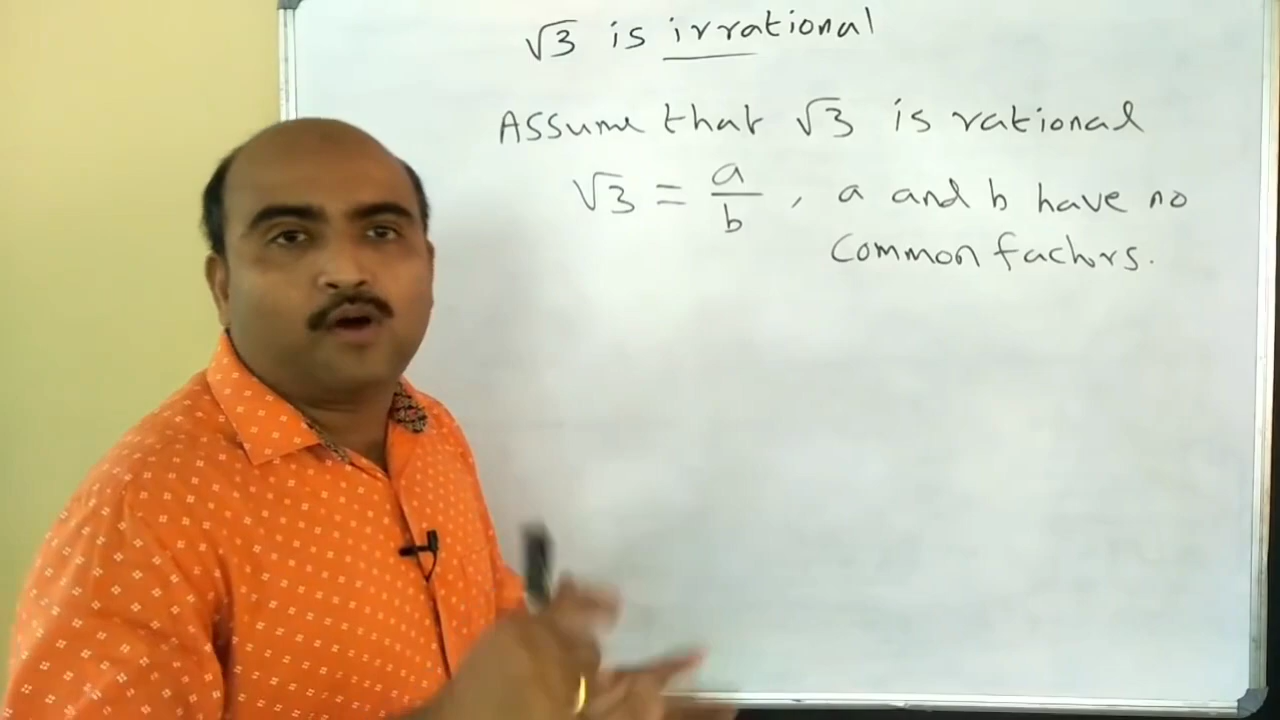 √3 is irrational
Assume that √3 is rational
√3 = a/b, a and b have no
common factors.